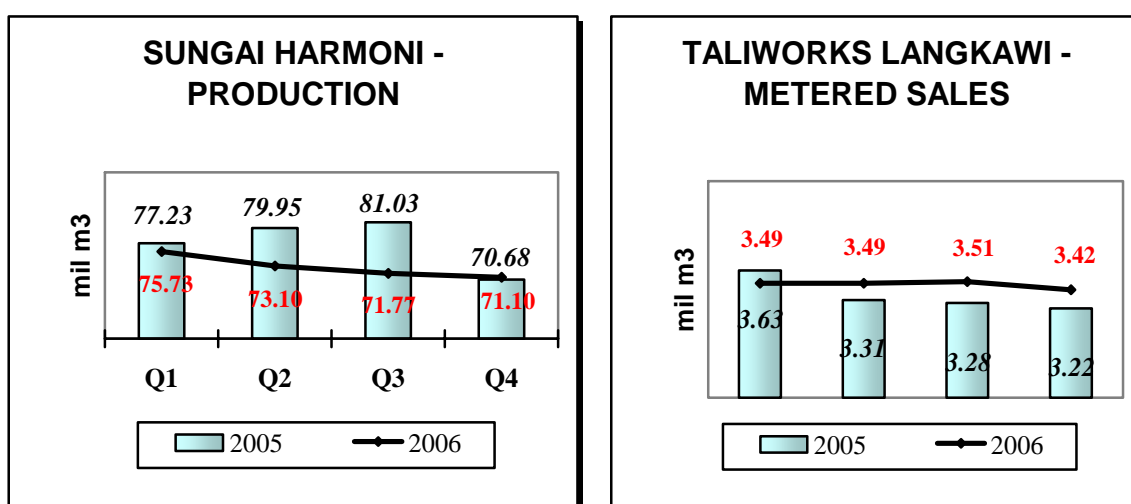 SUNGAI HARMONI -
PRODUCTION
mil m3
77.23
79.95
81.03
70.68
75.73
73.10
71.77
71.10
Q1
Q2
Q3
Q4
2005
2006
TALIWORKS LANGKAWI -
METERED SALES
mil m3
3.49
3.49
3.51
3.42
3.63
3.31
3.28
3.22
2005
2006